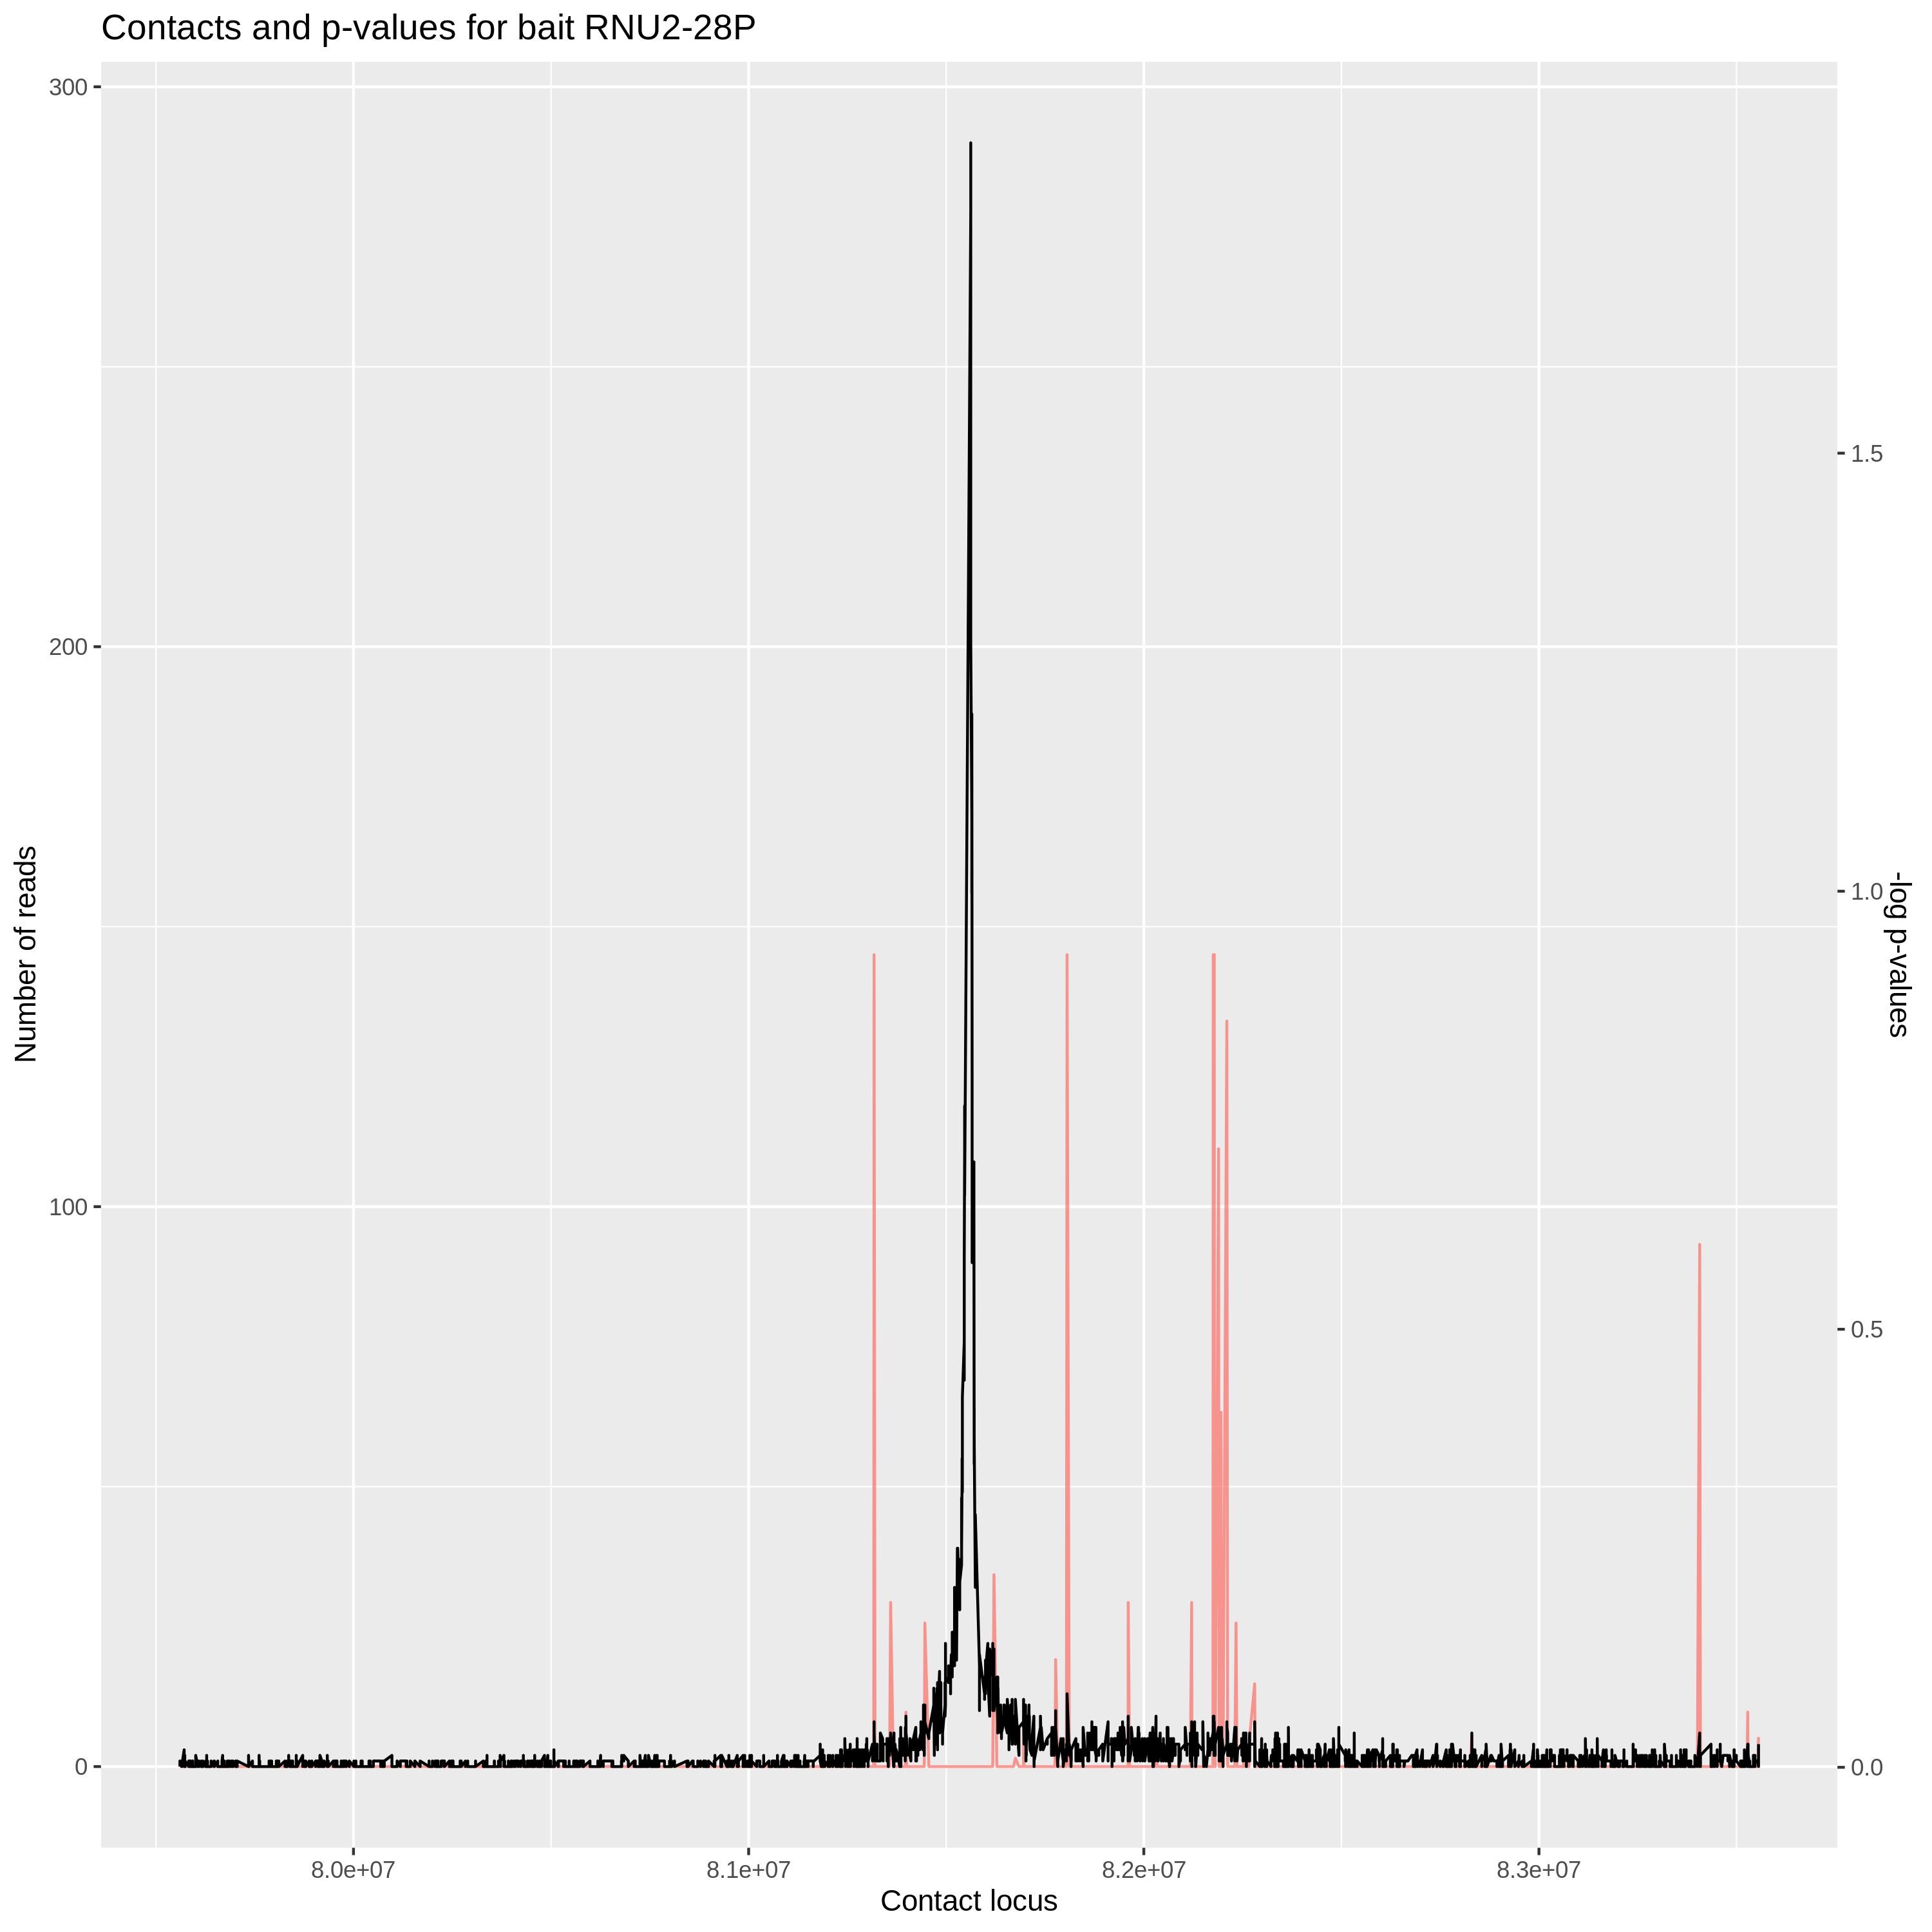 Contacts and p-values for bait RNU2-28P
300
200
100
0
Number of reads
1.5
1.0
0.5
0.0
-log p-values
8.0e+07
8.1e+07
8.2e+07
8.3e+07
Contact locus